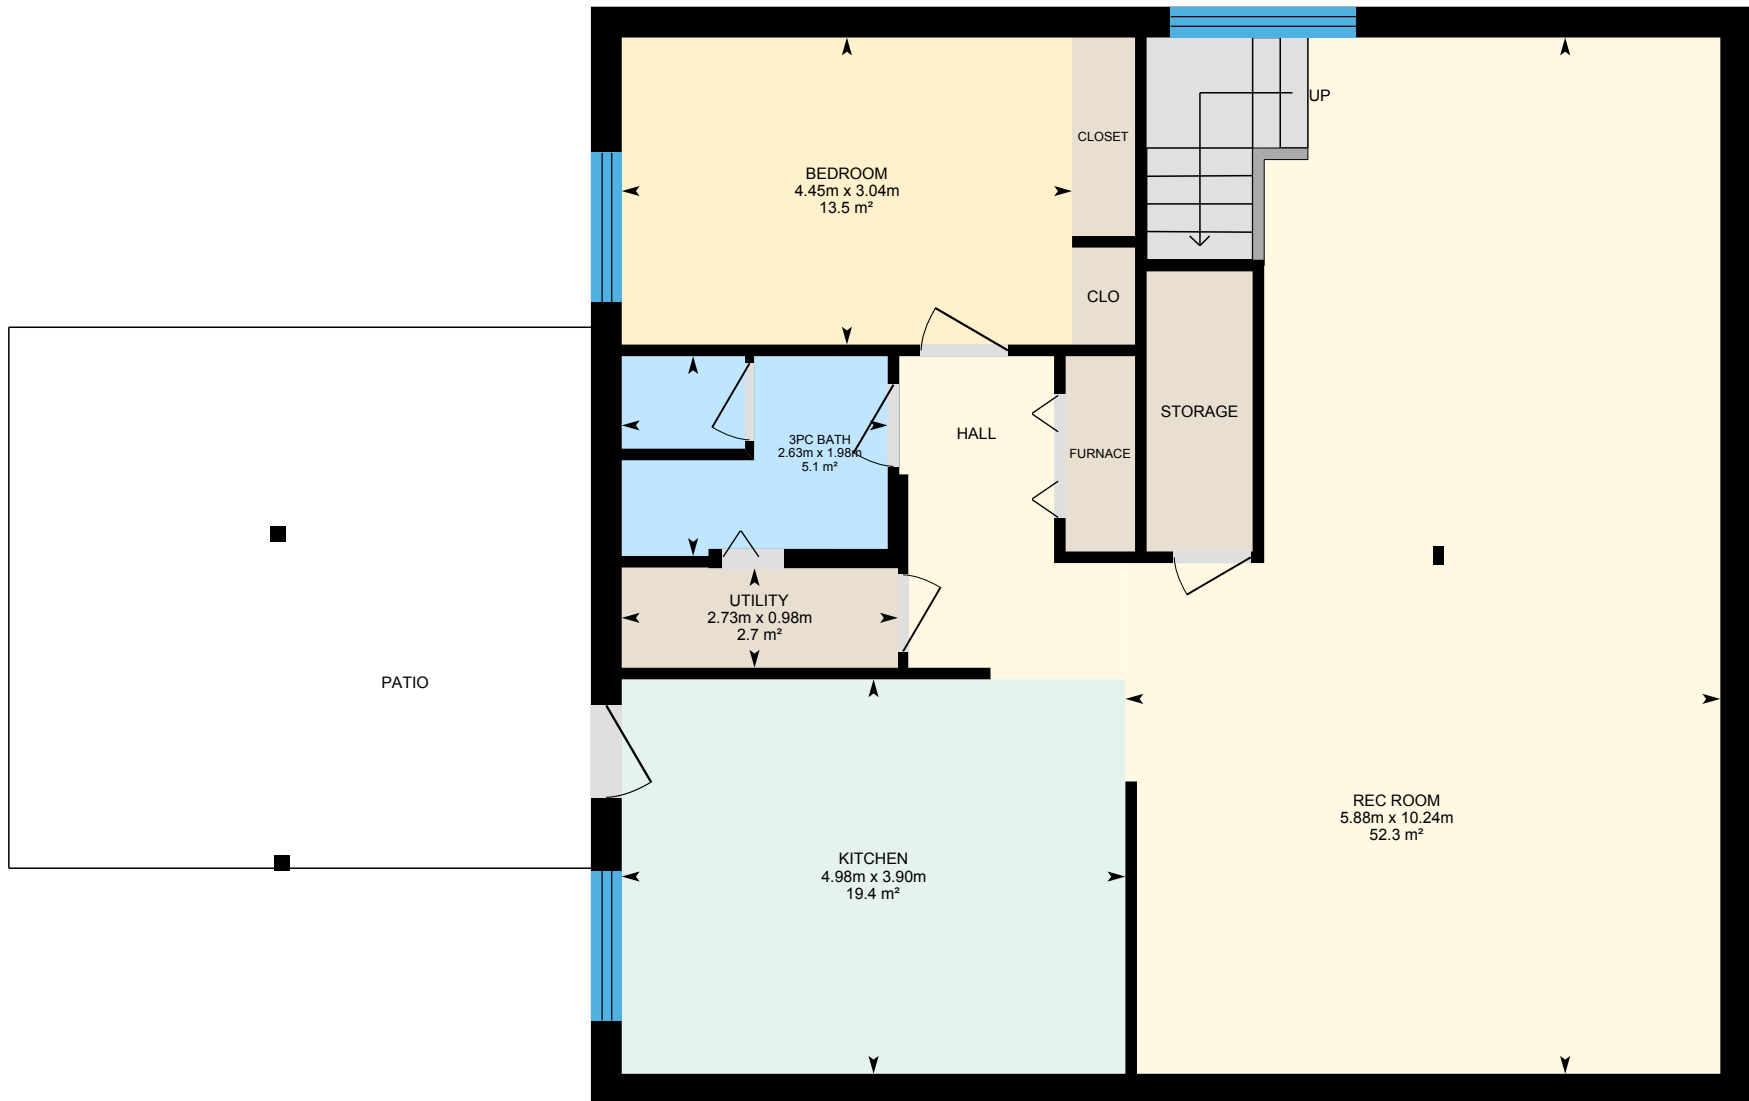 UP
CLOSET
BEDROOM
4.45m x 3.04m
13.5 m²
CLO
STORAGE
HALL
3PC BATH
2.63m x 1.98m
5.1 m²
FURNACE
UTILITY
2.73m x 0.98m
2.7 m²
PATIO
REC ROOM
5.88m x 10.24m
52.3 m²
KITCHEN
4.98m x 3.90m
19.4 m²